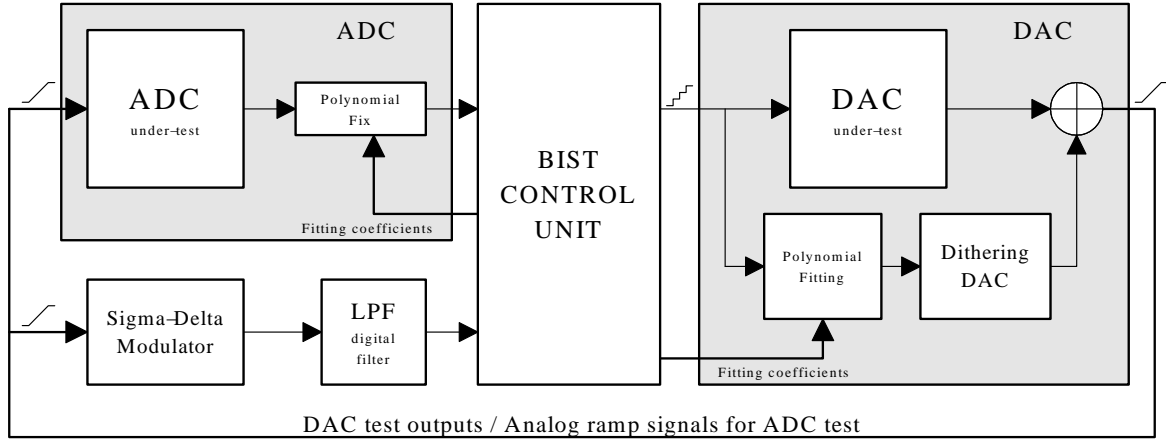 ADC
ADC
under-test
Polynomial
Fix
Fitting coefficients
Sigma-Delta
Modulator
LPF
digital
filter
BIST
CONTROL
UNIT
DAC
DAC
under-test
Polynomial
Fitting
Dithering
DAC
Fitting coefficients
DAC test outputs / Analog ramp signals for ADC test